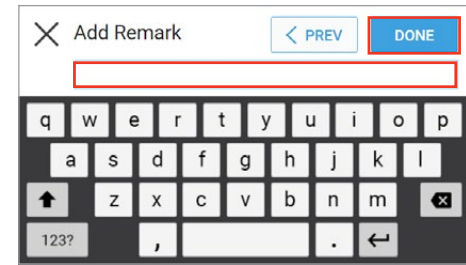 Add Remark PREV DONE
q w e r t y u i o p
a s d f g h j k l
z x c v b n m
123? , .